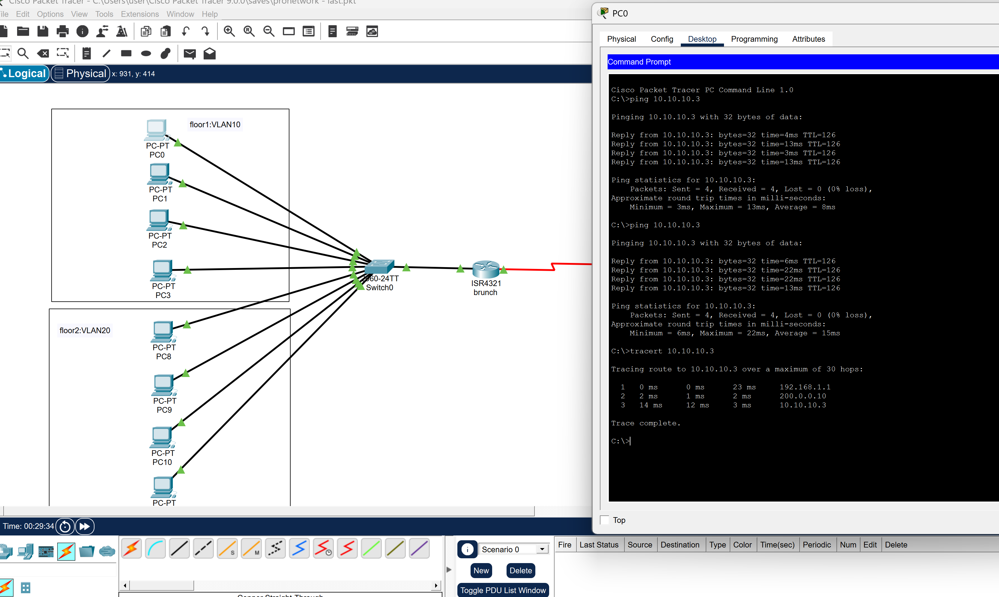 Cisco Packet Tracer - C:\Users\user\Cisco Packet Tracer 9.0.0\saves\pronetwork - last.pkt
File Edit Options View Tools Extensions Window Help
Logical Physical x: 931, y: 414
floor1:VLAN10
PC-PT
PC0
PC-PT
PC1
PC-PT
PC2
PC-PT
PC3
2960-24TT
Switch0
ISR4321
brunch
floor2:VLAN20
PC-PT
PC8
PC-PT
PC9
PC-PT
PC10
PC-PT
PC0
Physical Config Desktop Programming Attributes
Command Prompt
Cisco Packet Tracer PC Command Line 1.0
C:\>ping 10.10.10.3
Pinging 10.10.10.3 with 32 bytes of data:
Reply from 10.10.10.3: bytes=32 time=4ms TTL=126
Reply from 10.10.10.3: bytes=32 time=13ms TTL=126
Reply from 10.10.10.3: bytes=32 time=3ms TTL=126
Reply from 10.10.10.3: bytes=32 time=13ms TTL=126
Ping statistics for 10.10.10.3:
Packets: Sent = 4, Received = 4, Lost = 0 (0% loss),
Approximate round trip times in milli-seconds:
Minimum = 3ms, Maximum = 13ms, Average = 8ms
C:\>ping 10.10.10.3
Pinging 10.10.10.3 with 32 bytes of data:
Reply from 10.10.10.3: bytes=32 time=6ms TTL=126
Reply from 10.10.10.3: bytes=32 time=22ms TTL=126
Reply from 10.10.10.3: bytes=32 time=22ms TTL=126
Reply from 10.10.10.3: bytes=32 time=13ms TTL=126
Ping statistics for 10.10.10.3:
Packets: Sent = 4, Received = 4, Lost = 0 (0% loss),
Approximate round trip times in milli-seconds:
Minimum = 6ms, Maximum = 22ms, Average = 15ms
C:\>tracert 10.10.10.3
Tracing route to 10.10.10.3 over a maximum of 30 hops:
1 0 ms 0 ms 23 ms 192.168.1.1
2 2 ms 1 ms 2 ms 200.0.0.10
3 14 ms 12 ms 3 ms 10.10.10.3
Trace complete.
C:\>
Top
Time: 00:29:34
S M
Scenario 0
New Delete
Toggle PDU List Window
Fire Last Status Source Destination Type Color Time(sec) Periodic Num Edit Delete
Copper Straight-Through